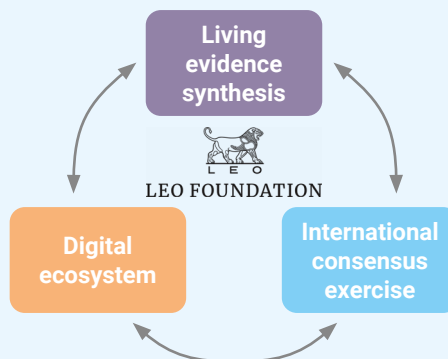 Living
evidence
synthesis
LEO
LEO FOUNDATION
Digital
ecosystem
International
consensus
exercise